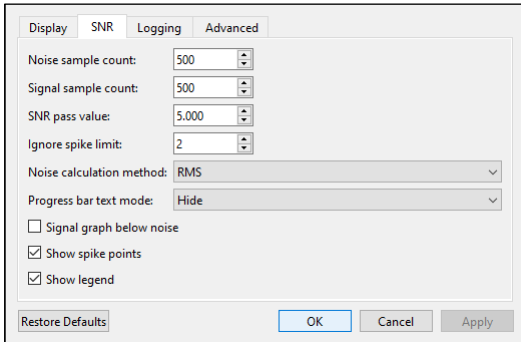 Display SNR Logging Advanced
Noise sample count: 500
Signal sample count: 500
SNR pass value: 5.000
Ignore spike limit: 2
Noise calculation method: RMS
Progress bar text mode: Hide
Signal graph below noise
Show spike points
Show legend
Restore Defaults OK Cancel Apply